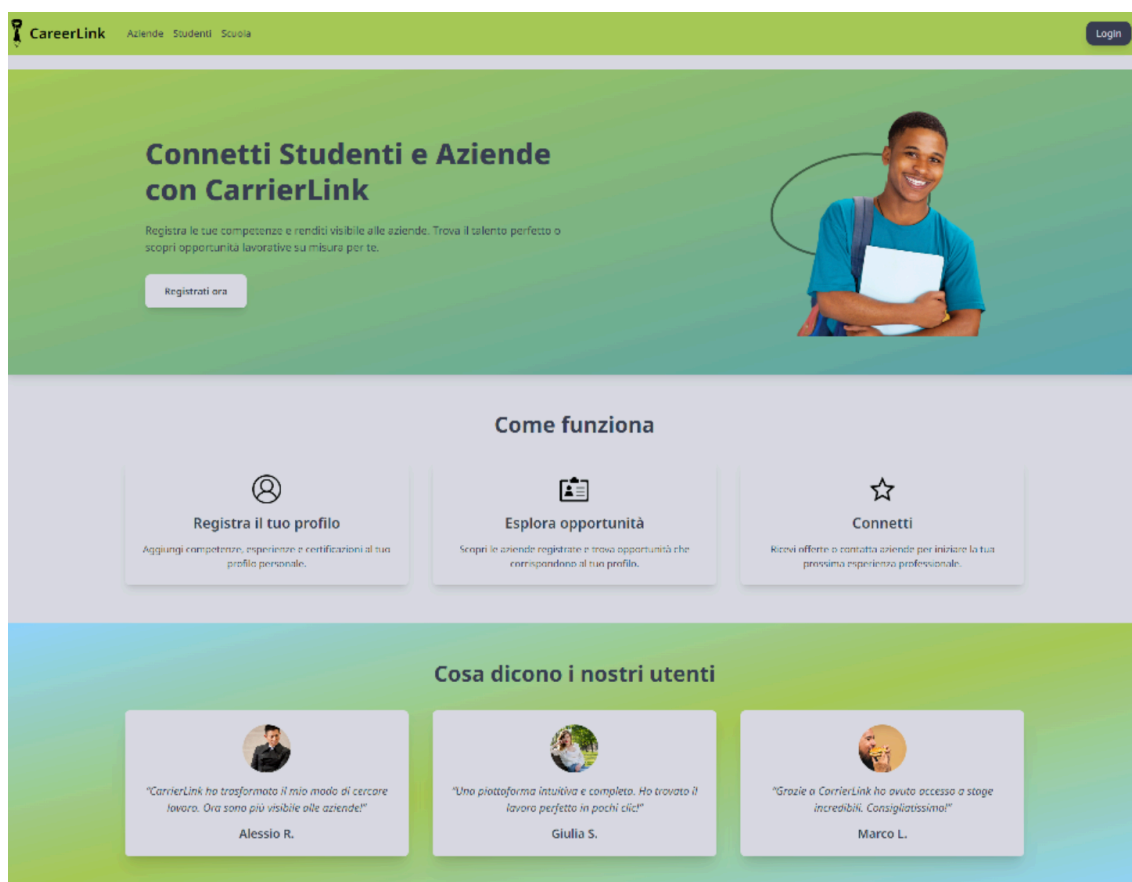 CareerLink Aziende Studenti Scuola Login
Connetti Studenti e Aziende
con CarrierLink
Registra le tue competenze e renditi visibile alle aziende. Trova il talento perfetto o
scopri opportunità lavorative su misura per te.
Registrati ora
Come funziona
Registra il tuo profilo
Aggiungi competenze, esperienze e certificazioni al tuo
profilo personale.
Esplora opportunità
Scopri le aziende registrate e trova opportunità che
corrispondono al tuo profilo.
Connetti
Ricevi offerte o contatta aziende per iniziare la tua
prossima esperienza professionale.
Cosa dicono i nostri utenti
"CarrierLink ha trasformato il mio modo di cercare
lavoro. Ora sono più visibile alle aziende!"
Alessio R.
"Una piattaforma intuitiva e completa. Ho trovato il
lavoro perfetto in pochi clic!"
Giulia S.
"Grazie a CarrierLink ho avuto accesso a stage
incredibili. Consigliatissimo!"
Marco L.